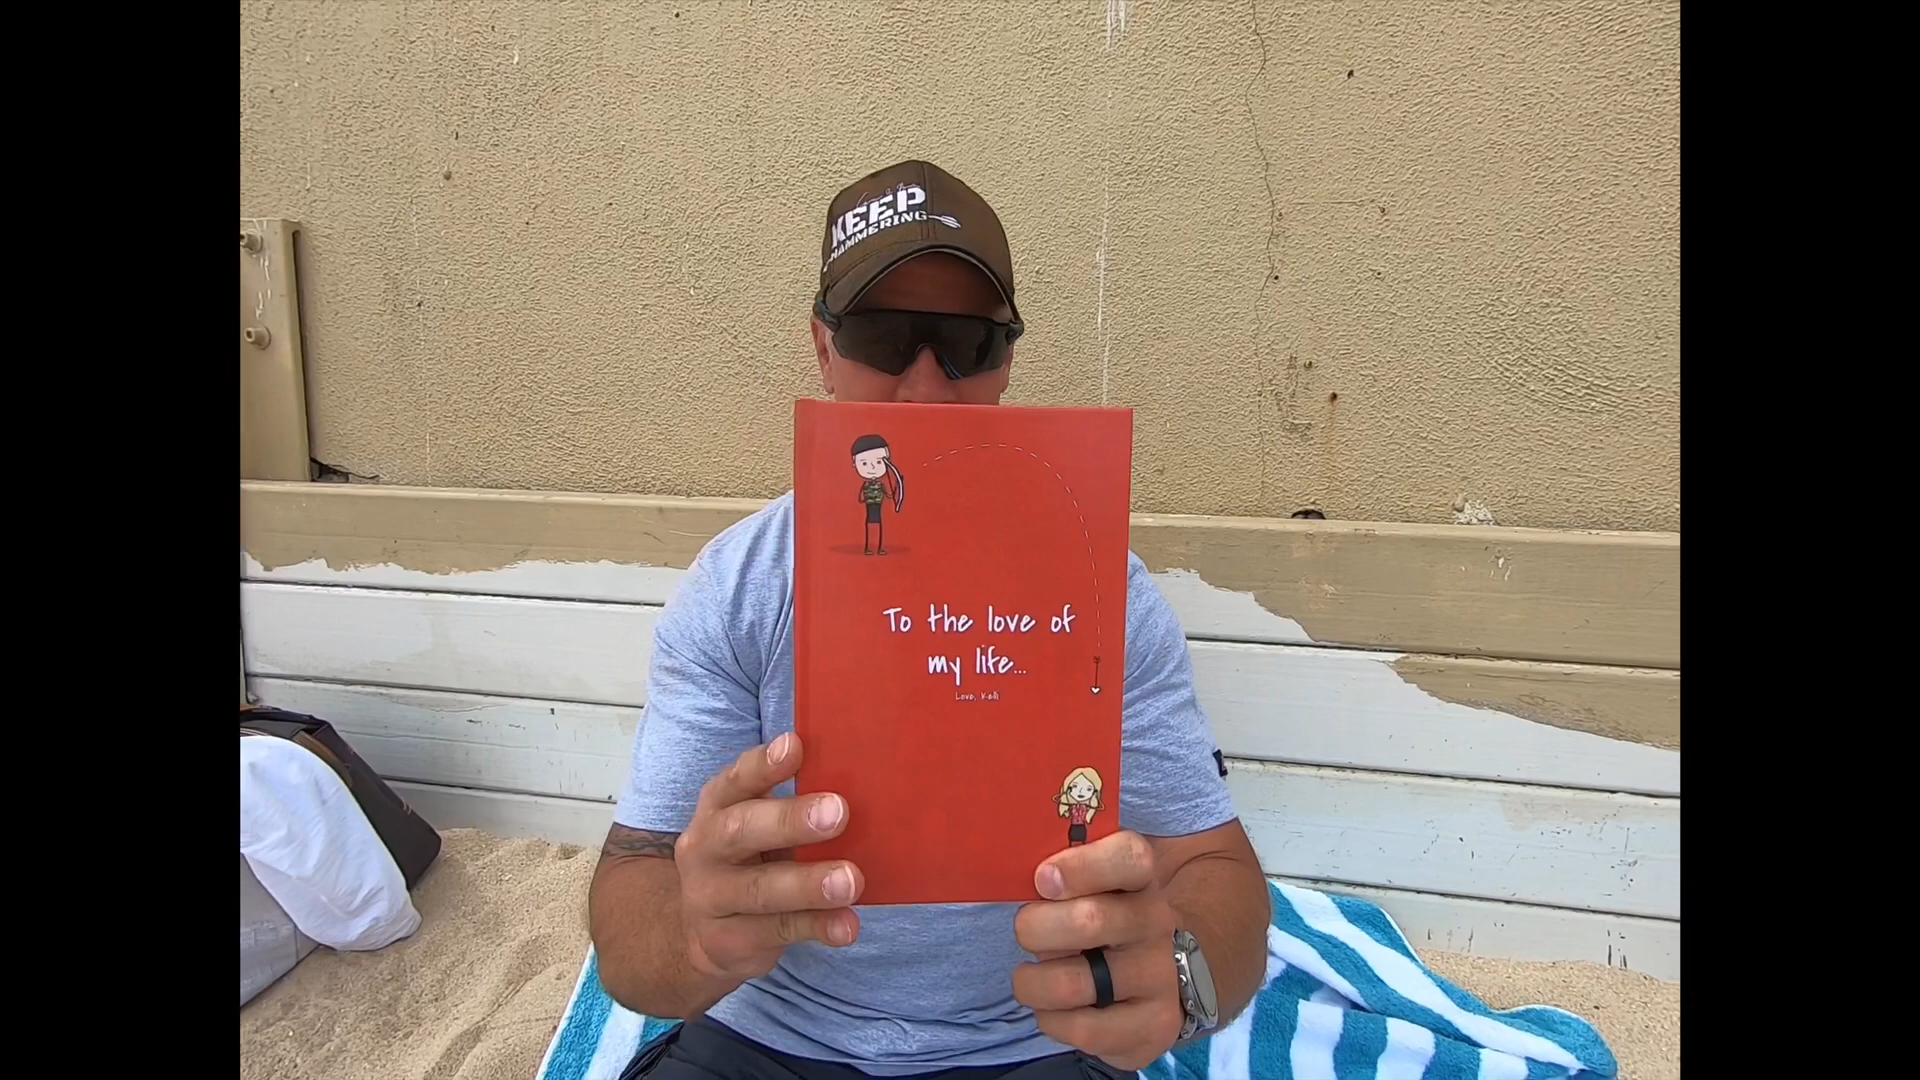 KEEP
HAMMERING
To the love of
my life...
Love, Kelli